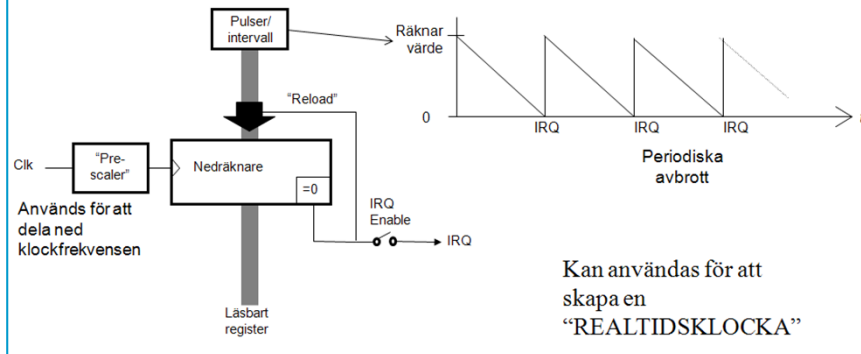 Pulser/
intervall
"Reload"
Clk
"Pre-
scaler"
Nedräknare
=0
Används för att
dela ned
klockfrekvensen
IRQ
Enable
IRQ
Läsbart
register
Räknar
värde
0
IRQ
IRQ
IRQ
Periodiska
avbrott
Kan användas för att
skapa en
“REALTIDSKLOCKA”